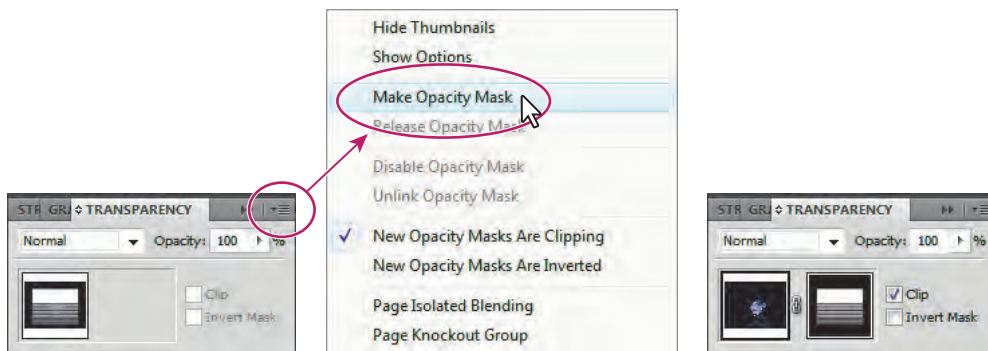 Hide Thumbnails
Show Options
Make Opacity Mask
Release Opacity Mask
Disable Opacity Mask
Unlink Opacity Mask
New Opacity Masks Are Clipping
New Opacity Masks Are Inverted
Page Isolated Blending
Page Knockout Group
STR GRA TRANSPARENCY
Normal Opacity: 100 %
Clip
Invert Mask
STR GRA TRANSPARENCY
Normal Opacity: 100 %
Clip
Invert Mask